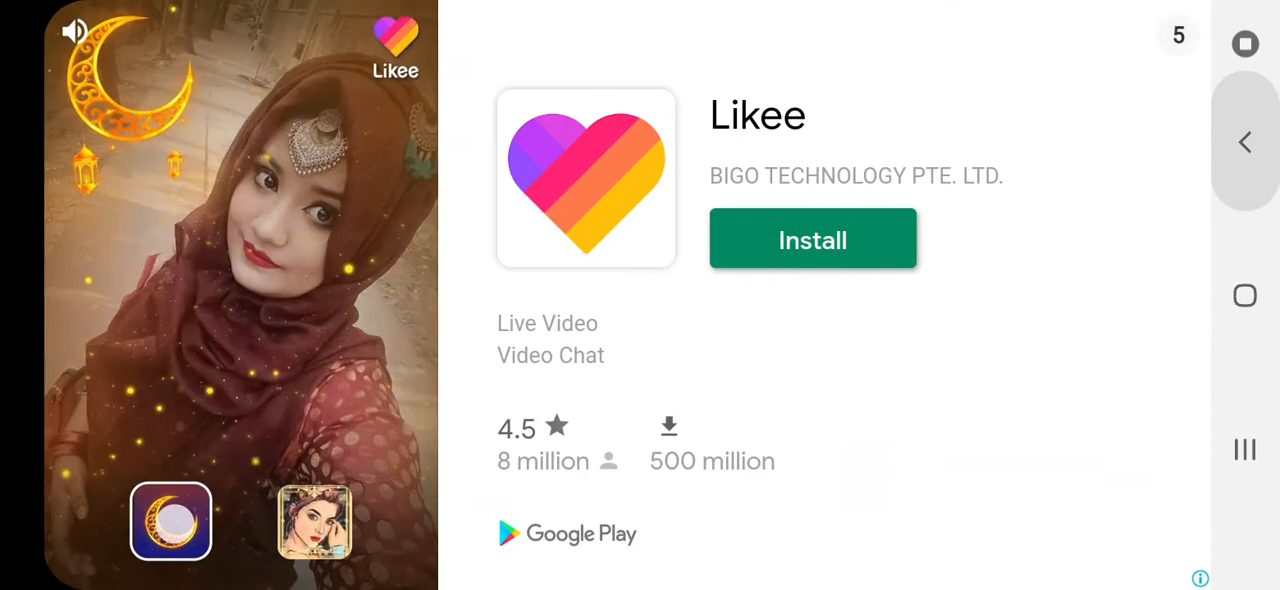 Likee
5
Likee
BIGO TECHNOLOGY PTE. LTD.
Install
Live Video
Video Chat
4.5
8 million
500 million
Google Play